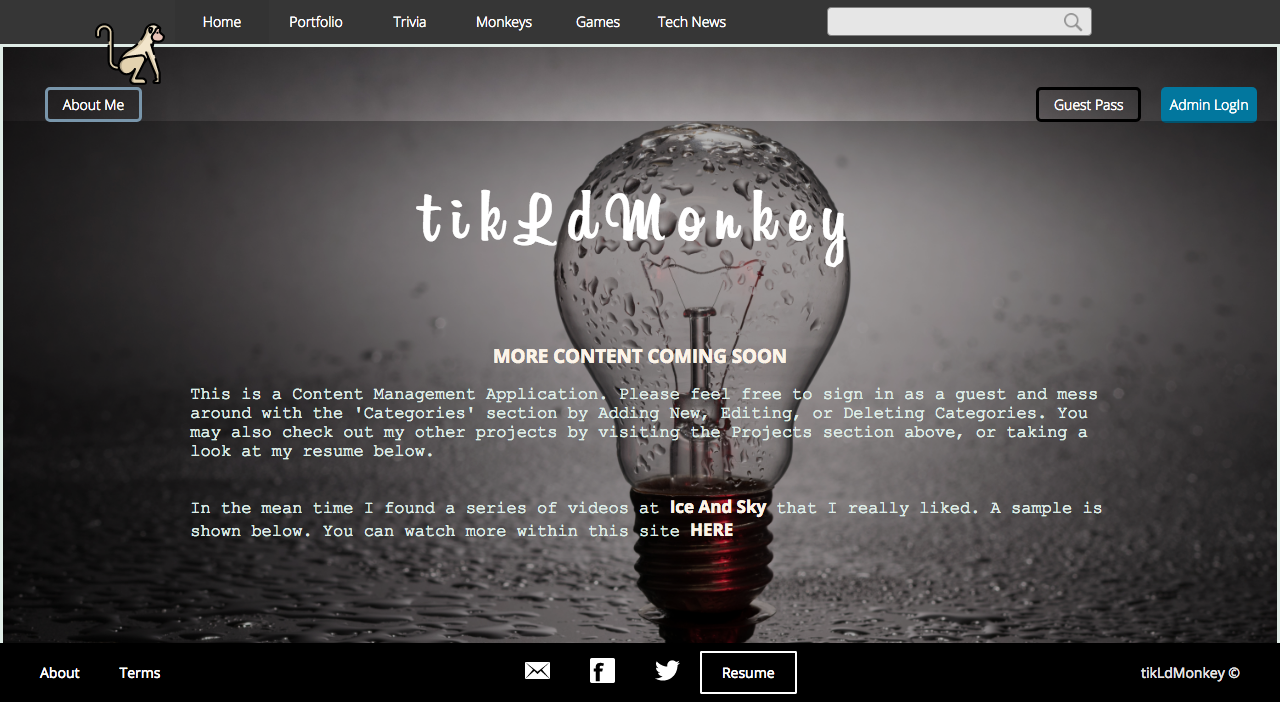 Home Portfolio Trivia Monkeys Games Tech News
About Me Guest Pass Admin LogIn
tikLdMonkey
MORE CONTENT COMING SOON
This is a Content Management Application. Please feel free to sign in as a guest and mess
around with the 'Categories' section by Adding New, Editing, or Deleting Categories. You
may also check out my other projects by visiting the Projects section above, or taking a
look at my resume below.
In the mean time I found a series of videos at Ice And Sky that I really liked. A sample is
shown below. You can watch more within this site HERE
About Terms Resume tikLdMonkey ©